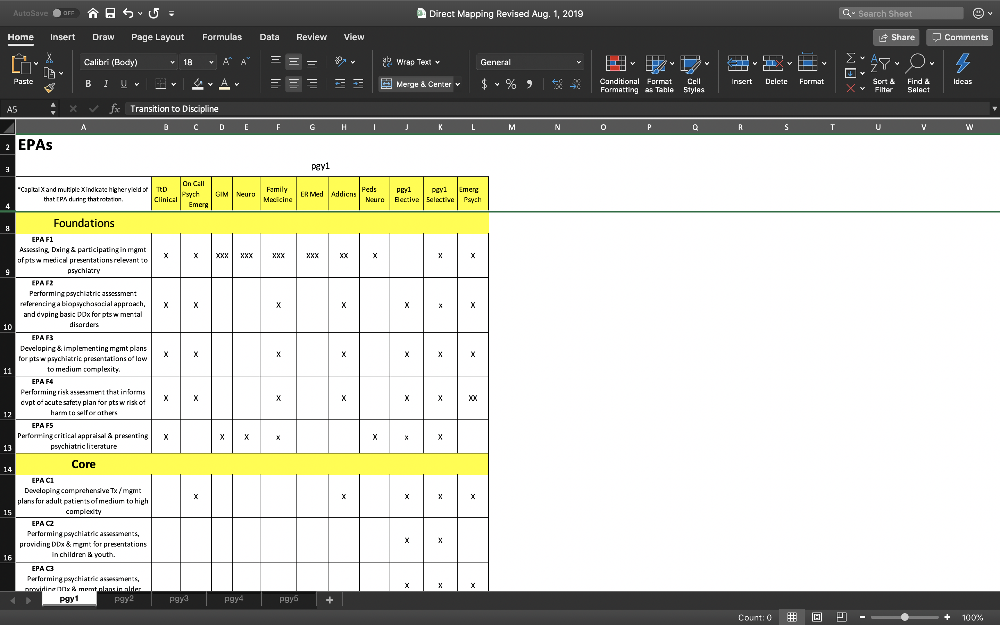 AutoSave OFF
Direct Mapping Revised Aug. 1, 2019
Search Sheet
Home Insert Draw Page Layout Formulas Data Review View
Share Comments
Paste
Calibri (Body) 18
Wrap Text
Merge & Center
General
Conditional Formatting
Format as Table
Cell Styles
Insert
Delete
Format
Sort & Filter
Find & Select
Ideas
A5 fx Transition to Discipline
A B C D E F G H I J K L M N O P Q R S T U V W
2 EPAs
3 pgy1
4 *Capital X and multiple X indicate higher yield of that EPA during that rotation.
TtD Clinical
On Call Psych Emerg
GIM
Neuro
Family Medicine
ER Med
Addicns
Peds Neuro
pgy1 Elective
pgy1 Selective
Emerg Psych
8 Foundations
EPA F1
Assessing, Dxing & participating in mgmt
of pts w medical presentations relevant to
psychiatry
9 X X XXX XXX XXX XXX XX X X X
EPA F2
Performing psychiatric assessment
referencing a biopsychosocial approach,
and dvping basic DDx for pts w mental
disorders
10 X X X X X x X
EPA F3
Developing & implementing mgmt plans
for pts w psychiatric presentations of low
to medium complexity.
11 X X X X X X X
EPA F4
Performing risk assessment that informs
dvpt of acute safety plan for pts w risk of
harm to self or others
12 X X X X X X XX
EPA F5
Performing critical appraisal & presenting
psychiatric literature
13 X X X x X x X
14 Core
EPA C1
Developing comprehensive Tx / mgmt
plans for adult patients of medium to high
complexity
15 X X X X X
EPA C2
Performing psychiatric assessments,
providing DDx & mgmt for presentations
in children & youth.
16 X X
EPA C3
Performing psychiatric assessments,
providing DDx & mgmt plans in older
X X X
pgy1 pgy2 pgy3 pgy4 pgy5 +
Count: 0 100%